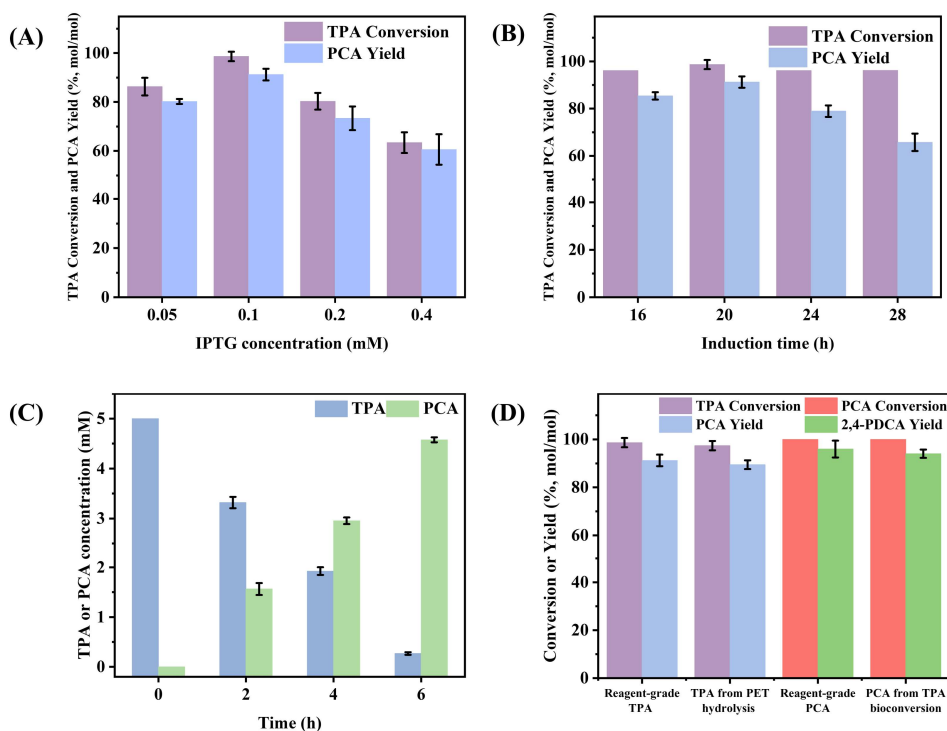 (A)
TPA Conversion
PCA Yield
TPA Conversion and PCA Yield (%, mol/mol)
100
80
60
40
20
0
0.05 0.1 0.2 0.4
IPTG concentration (mM)
(B)
TPA Conversion
PCA Yield
TPA Conversion and PCA Yield (%, mol/mol)
100
80
60
40
20
0
16 20 24 28
Induction time (h)
(C)
TPA PCA
TPA or PCA concentration (mM)
5
4
3
2
1
0
0 2 4 6
Time (h)
(D)
TPA Conversion PCA Conversion
PCA Yield 2,4-PDCA Yield
Conversion or Yield (%, mol/mol)
100
80
60
40
20
0
Reagent-grade TPA from PET Reagent-grade PCA from TPA
TPA hydrolysis PCA bioconversion